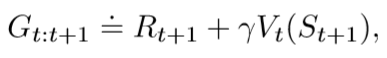 G_{t:t+1} ≐ R_{t+1} + γV_t(S_{t+1}),